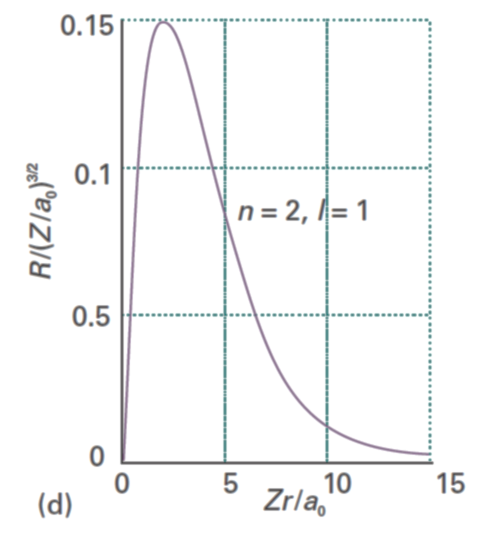 0.15
R/(Z/a₀)³/²
0.1
n = 2, l = 1
0.5
0
0 5 10 15
Zr/a₀
(d)